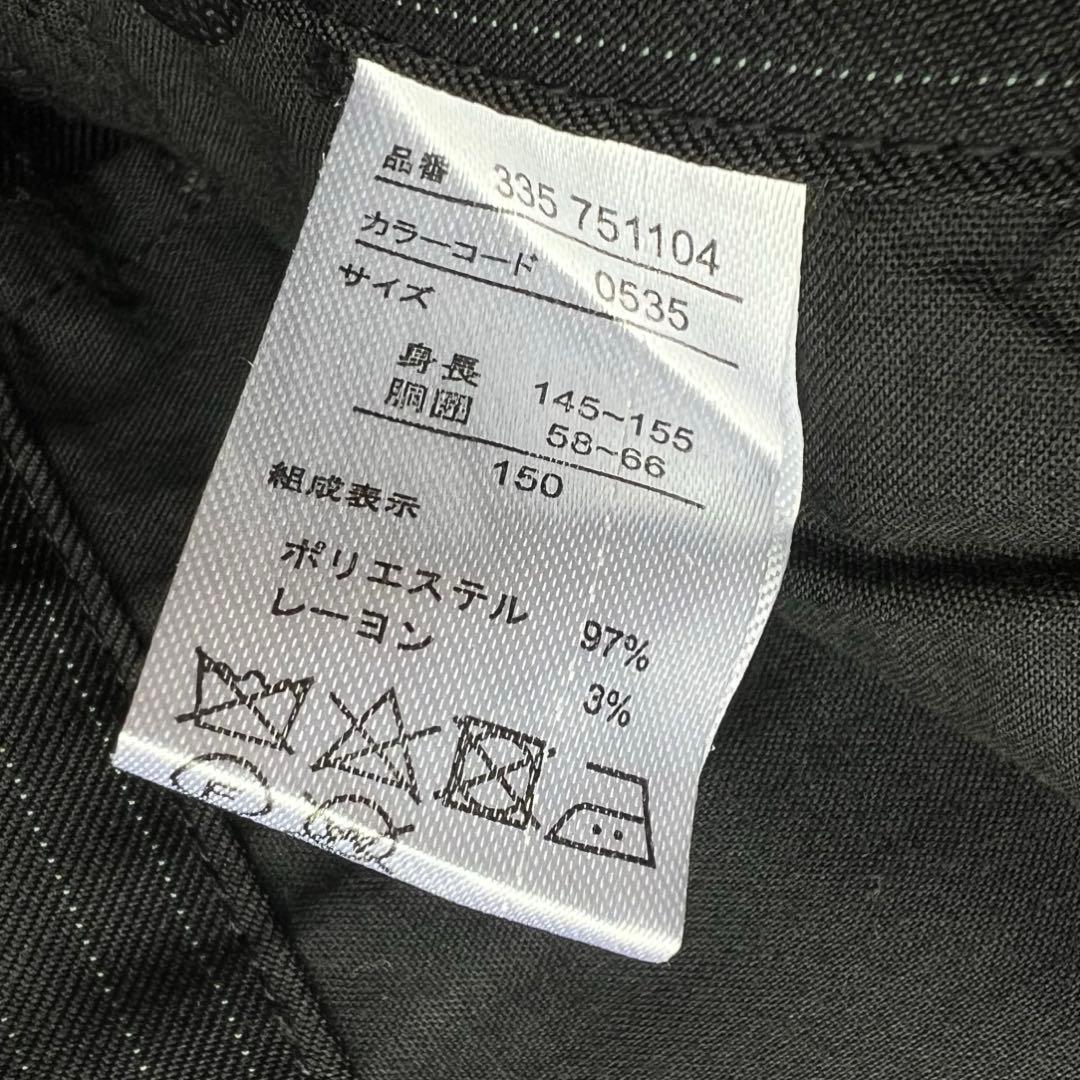 品番 335 751104
カラーコード 0535
サイズ
身長 145~155
胴囲 58~66
150
組成表示
ポリエステル 97%
レーヨン 3%
F